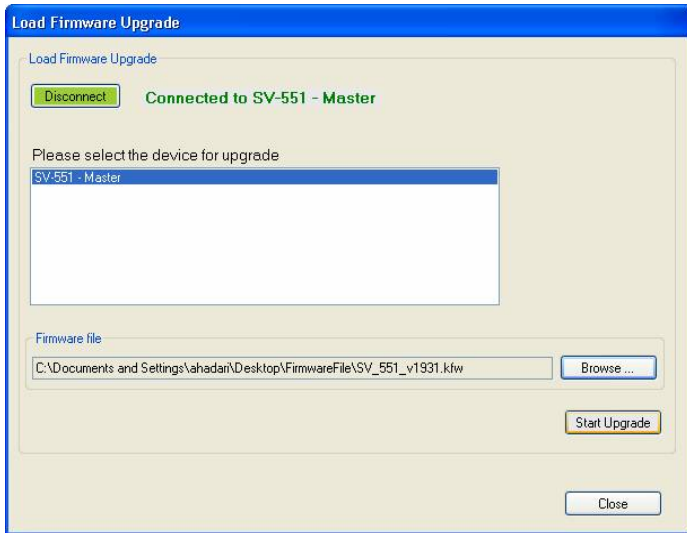 Load Firmware Upgrade
Load Firmware Upgrade
Disconnect Connected to SV-551 - Master
Please select the device for upgrade
SV-551 - Master
Firmware file
C:\Documents and Settings\ahadari\Desktop\FirmwareFile\SV_551_v1931.kfw Browse ...
Start Upgrade
Close